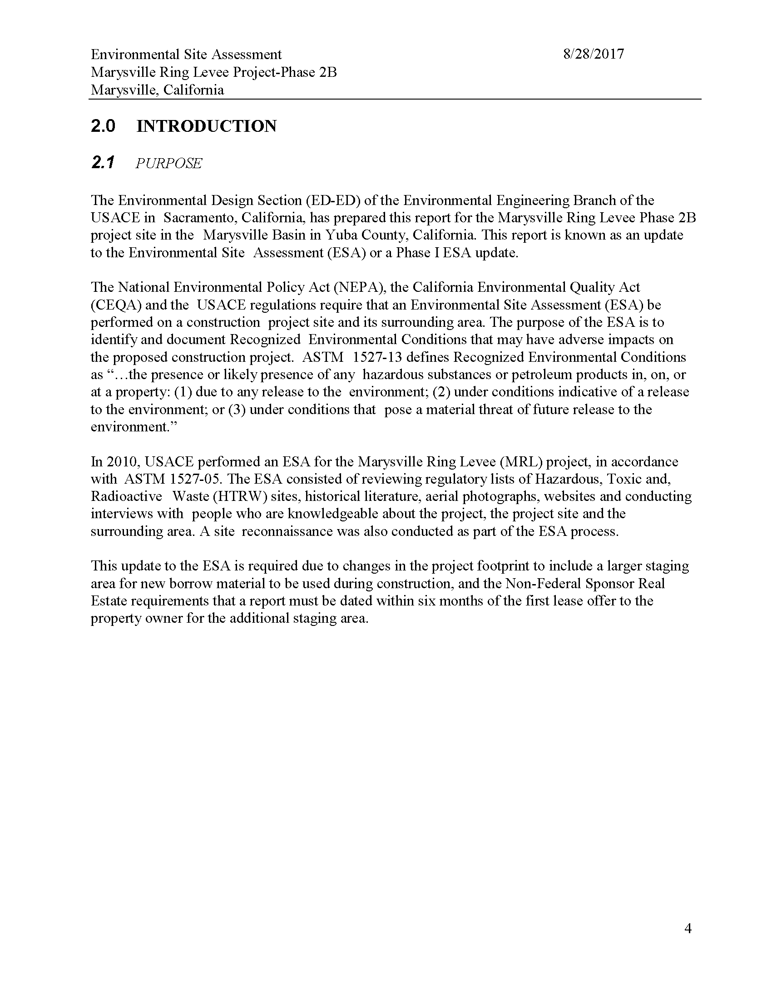 Environmental Site Assessment 8/28/2017
Marysville Ring Levee Project-Phase 2B
Marysville, California
2.0 INTRODUCTION
2.1 PURPOSE
The Environmental Design Section (ED-ED) of the Environmental Engineering Branch of the
USACE in Sacramento, California, has prepared this report for the Marysville Ring Levee Phase 2B
project site in the Marysville Basin in Yuba County, California. This report is known as an update
to the Environmental Site Assessment (ESA) or a Phase I ESA update.
The National Environmental Policy Act (NEPA), the California Environmental Quality Act
(CEQA) and the USACE regulations require that an Environmental Site Assessment (ESA) be
performed on a construction project site and its surrounding area. The purpose of the ESA is to
identify and document Recognized Environmental Conditions that may have adverse impacts on
the proposed construction project. ASTM 1527-13 defines Recognized Environmental Conditions
as “…the presence or likely presence of any hazardous substances or petroleum products in, on, or
at a property: (1) due to any release to the environment; (2) under conditions indicative of a release
to the environment; or (3) under conditions that pose a material threat of future release to the
environment.”
In 2010, USACE performed an ESA for the Marysville Ring Levee (MRL) project, in accordance
with ASTM 1527-05. The ESA consisted of reviewing regulatory lists of Hazardous, Toxic and,
Radioactive Waste (HTRW) sites, historical literature, aerial photographs, websites and conducting
interviews with people who are knowledgeable about the project, the project site and the
surrounding area. A site reconnaissance was also conducted as part of the ESA process.
This update to the ESA is required due to changes in the project footprint to include a larger staging
area for new borrow material to be used during construction, and the Non-Federal Sponsor Real
Estate requirements that a report must be dated within six months of the first lease offer to the
property owner for the additional staging area.
4